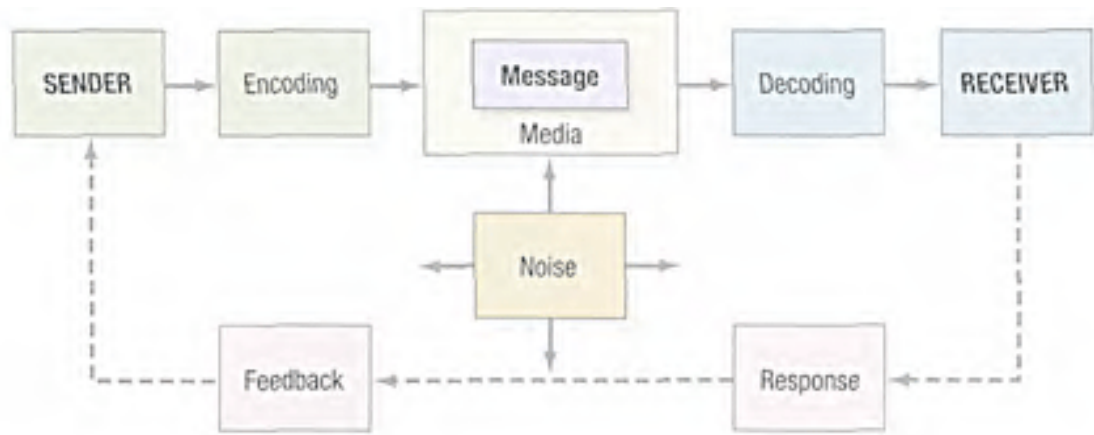 SENDER
Encoding
Message
Media
Decoding
RECEIVER
Noise
Feedback
Response